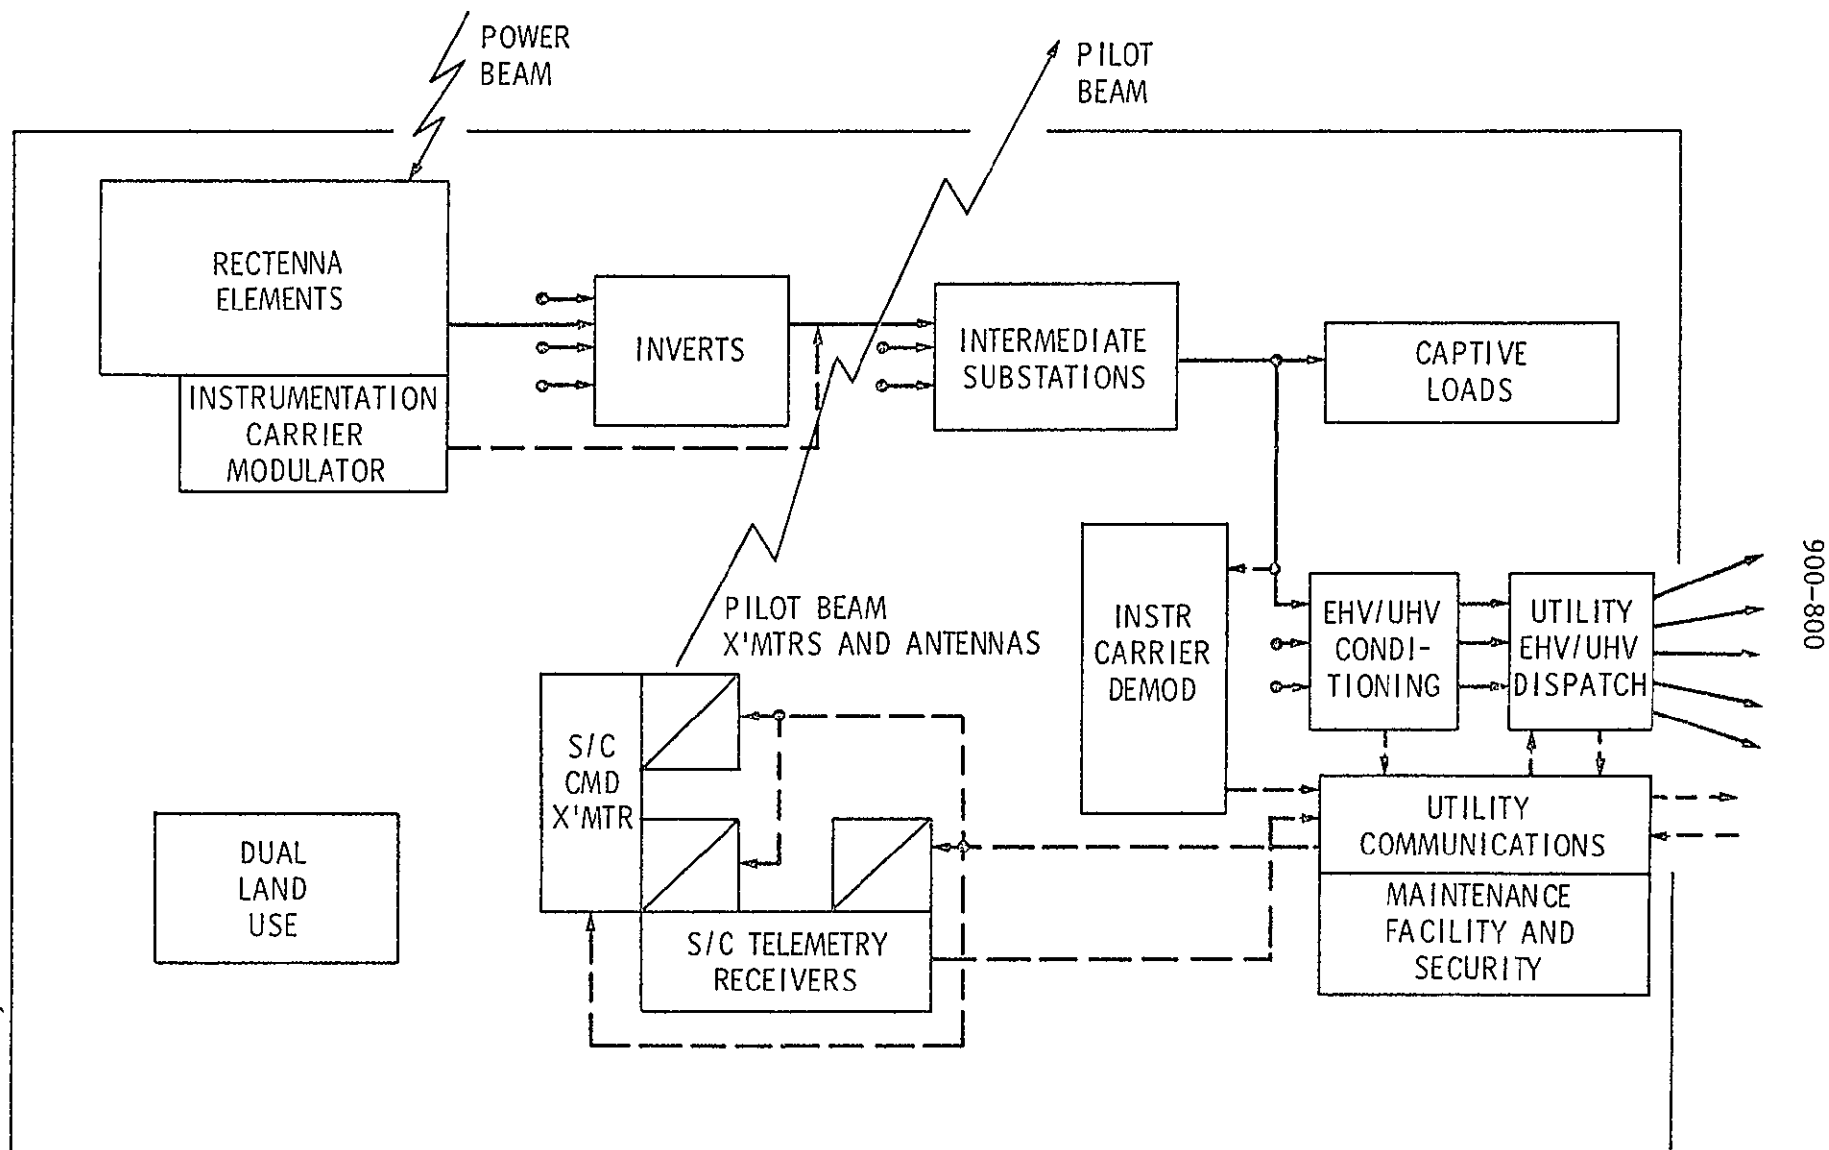 POWER
BEAM
PILOT
BEAM
RECTENNA
ELEMENTS
INSTRUMENTATION
CARRIER
MODULATOR
INVERTS
INTERMEDIATE
SUBSTATIONS
CAPTIVE
LOADS
PILOT BEAM
X'MTRS AND ANTENNAS
INSTR
CARRIER
DEMOD
EHV/UHV
CONDI-
TIONING
UTILITY
EHV/UHV
DISPATCH
900-800
S/C
CMD
X'MTR
S/C TELEMETRY
RECEIVERS
UTILITY
COMMUNICATIONS
MAINTENANCE
FACILITY AND
SECURITY
DUAL
LAND
USE